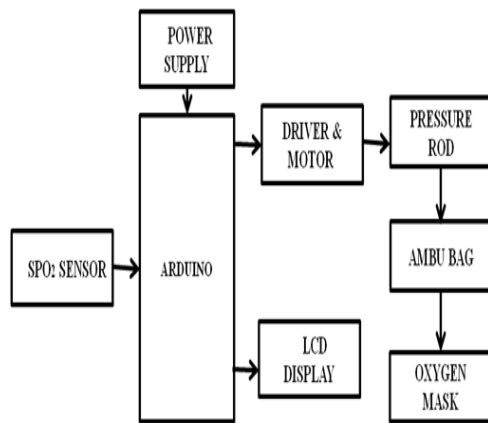 POWER
SUPPLY
DRIVER &
MOTOR
PRESSURE
ROD
SPO2 SENSOR
ARDUINO
AMBU BAG
LCD
DISPLAY
OXYGEN
MASK